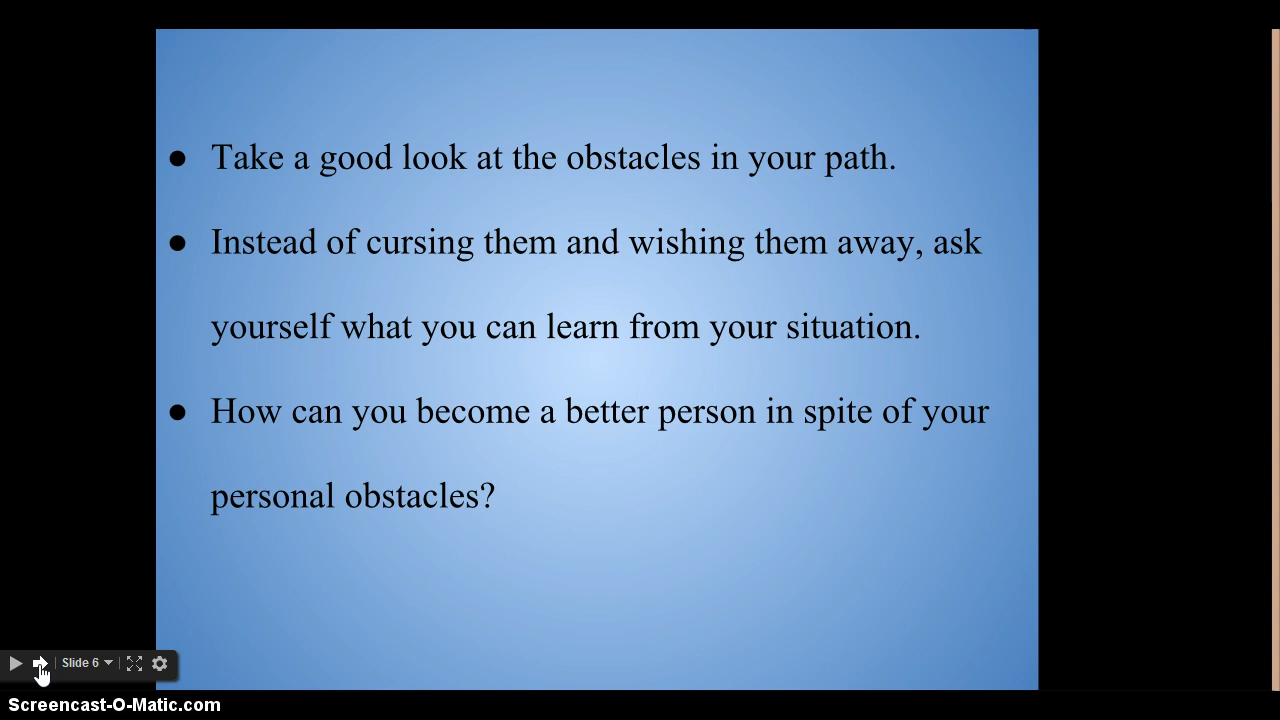 ● Take a good look at the obstacles in your path.
● Instead of cursing them and wishing them away, ask
yourself what you can learn from your situation.
● How can you become a better person in spite of your
personal obstacles?
Slide 6
Screencast-O-Matic.com